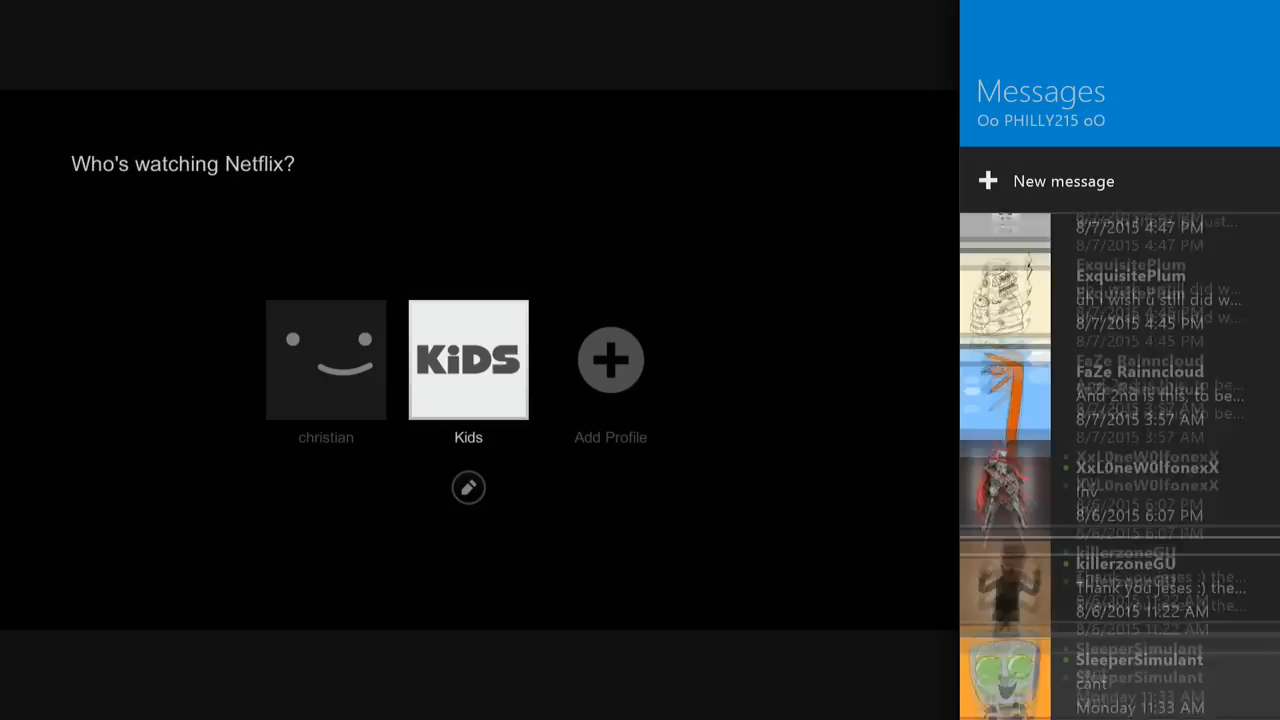 Who's watching Netflix?
KiDS
christian
Kids
Add Profile
Messages
Oo PHILLY215 oO
New message
8/7/2015 4:47 PM
ExquisitePlum
uh i wish u still did w...
8/7/2015 4:45 PM
FaZe Rainncloud
And 2nd is this, to be...
8/7/2015 3:57 AM
XxL0neW0lfonexX
Inv
8/6/2015 6:07 PM
killerzoneGU
Thank you jeses :) the...
8/6/2015 11:22 AM
SleeperSimulant
cant
Monday 11:33 AM